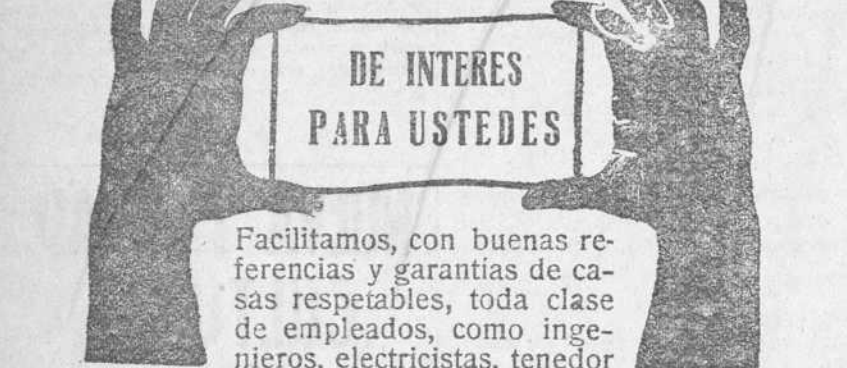 DE INTERES
PARA USTEDES
Facilitamos, con buenas re-
ferencias y garantías de ca-
sas respetables, toda clase
de empleados, como inge-
nieros, electricistas, tenedor